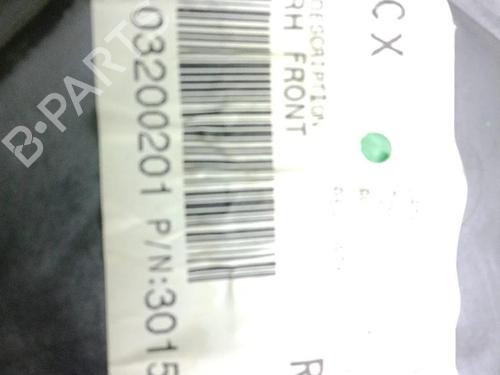 CX
DESCRIPTION,
RH FRONT
03200201 P/N:3015
R
B-PARTS